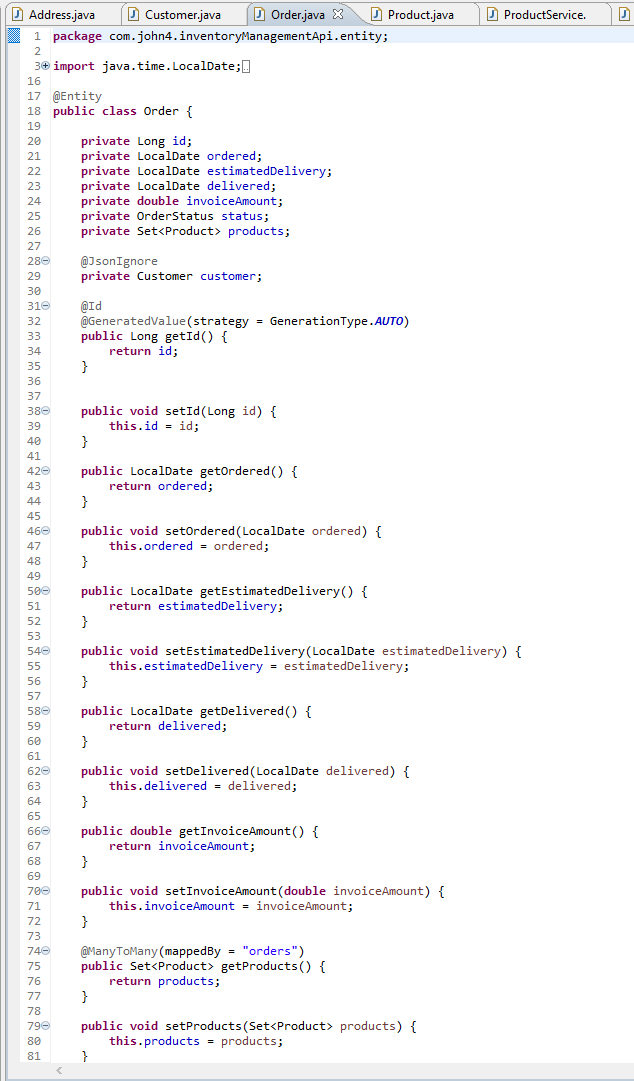 Address.java Customer.java Order.java Product.java ProductService.
1 package com.john4.inventoryManagementApi.entity;
2
3 import java.time.LocalDate;
16
17 @Entity
18 public class Order {
19
20 private Long id;
21 private LocalDate ordered;
22 private LocalDate estimatedDelivery;
23 private LocalDate delivered;
24 private double invoiceAmount;
25 private OrderStatus status;
26 private Set<Product> products;
27
28 @JsonIgnore
29 private Customer customer;
30
31 @Id
32 @GeneratedValue(strategy = GenerationType.AUTO)
33 public Long getId() {
34 return id;
35 }
36
37
38 public void setId(Long id) {
39 this.id = id;
40 }
41
42 public LocalDate getOrdered() {
43 return ordered;
44 }
45
46 public void setOrdered(LocalDate ordered) {
47 this.ordered = ordered;
48 }
49
50 public LocalDate getEstimatedDelivery() {
51 return estimatedDelivery;
52 }
53
54 public void setEstimatedDelivery(LocalDate estimatedDelivery) {
55 this.estimatedDelivery = estimatedDelivery;
56 }
57
58 public LocalDate getDelivered() {
59 return delivered;
60 }
61
62 public void setDelivered(LocalDate delivered) {
63 this.delivered = delivered;
64 }
65
66 public double getInvoiceAmount() {
67 return invoiceAmount;
68 }
69
70 public void setInvoiceAmount(double invoiceAmount) {
71 this.invoiceAmount = invoiceAmount;
72 }
73
74 @ManyToMany(mappedBy = "orders")
75 public Set<Product> getProducts() {
76 return products;
77 }
78
79 public void setProducts(Set<Product> products) {
80 this.products = products;
81 }